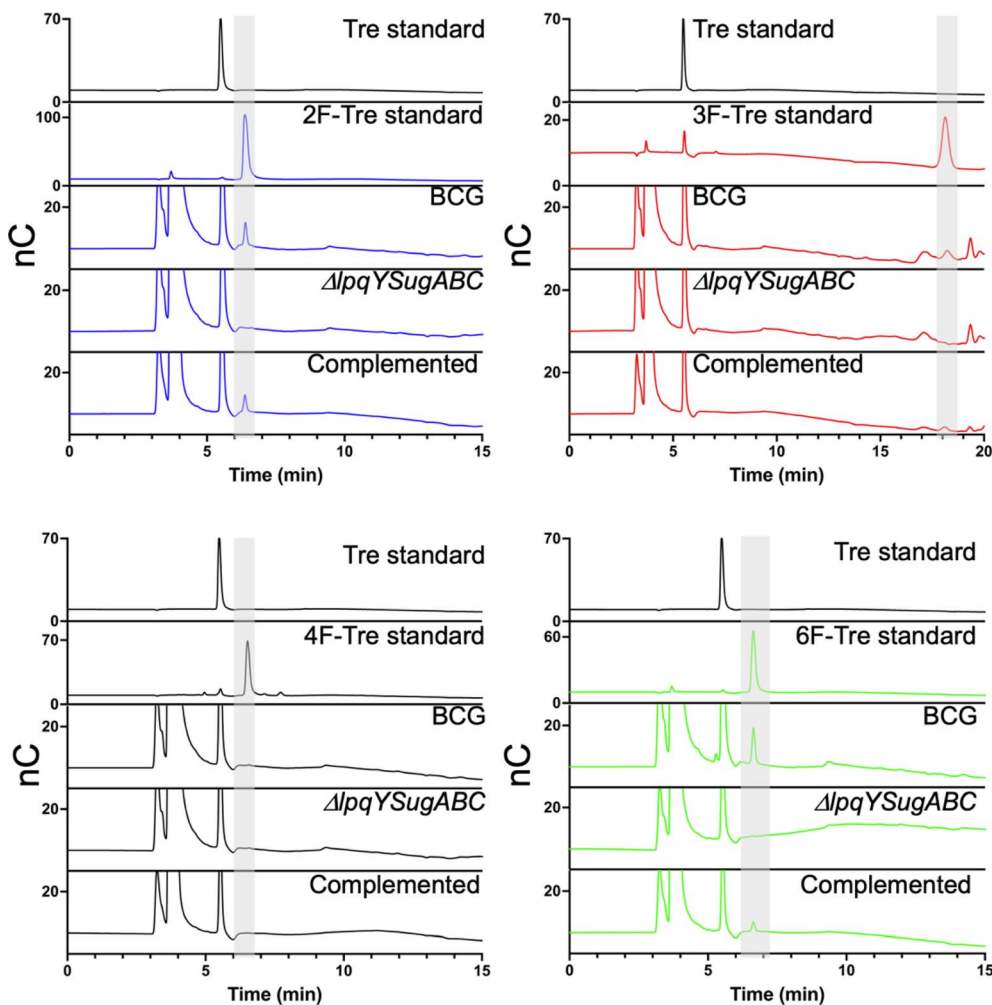 70
Tre standard
0
100
2F-Tre standard
0
20
BCG
20
ΔlpqYSugABC
20
Complemented
nC
0 5 10 15
Time (min)
70
Tre standard
0
20
3F-Tre standard
0
20
BCG
20
ΔlpqYSugABC
20
Complemented
nC
0 5 10 15 20
Time (min)
70
Tre standard
0
70
4F-Tre standard
0
20
BCG
20
ΔlpqYSugABC
20
Complemented
nC
0 5 10 15
Time (min)
70
Tre standard
0
60
6F-Tre standard
0
20
BCG
20
ΔlpqYSugABC
20
Complemented
nC
0 5 10 15
Time (min)